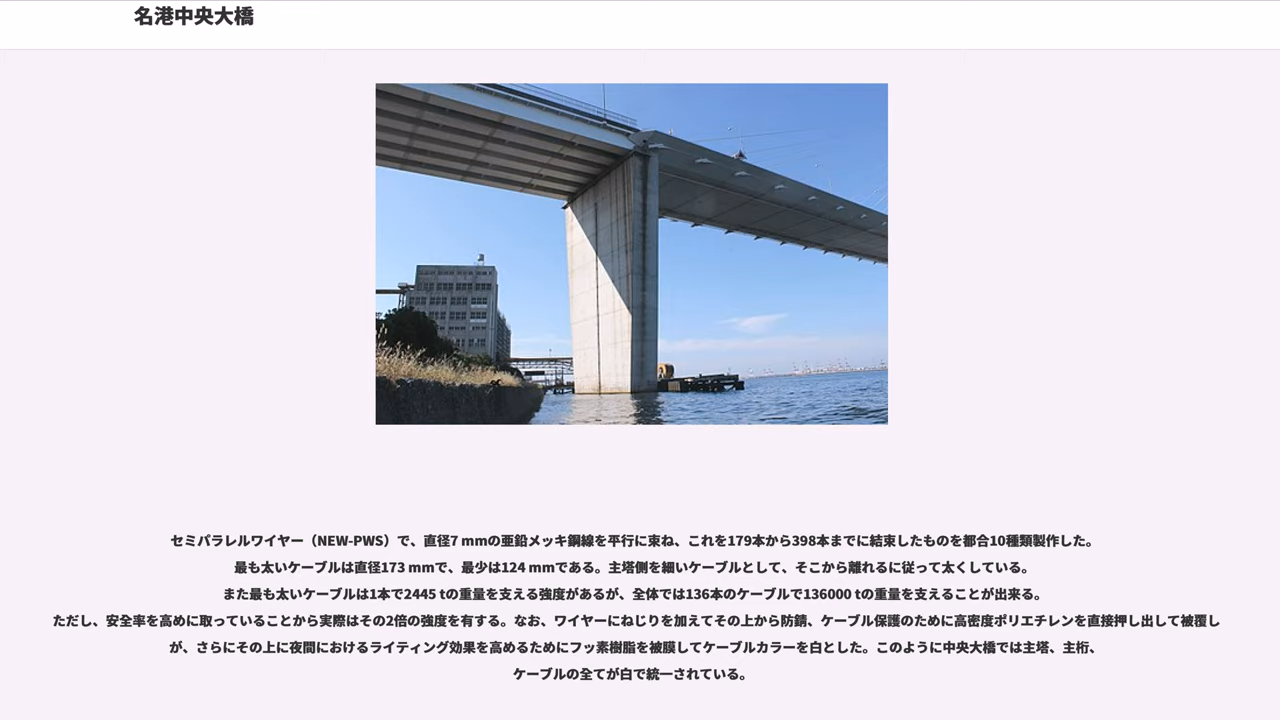 名港中央大橋
セミパラレルワイヤー（NEW-PWS）で、直径7 mmの亜鉛メッキ鋼線を平行に束ね、これを179本から398本までに結束したものを都合10種類製作した。
最も太いケーブルは直径173 mmで、最少は124 mmである。主塔側を細いケーブルとして、そこから離れるに従って太くしている。
また最も太いケーブルは1本で2445 tの重量を支える強度があるが、全体では136本のケーブルで136000 tの重量を支えることが出来る。
ただし、安全率を高めに取っていることから実際はその2倍の強度を有する。なお、ワイヤーにねじりを加えてその上から防錆、ケーブル保護のために高密度ポリエチレンを直接押し出して被覆し
が、さらにその上に夜間におけるライティング効果を高めるためにフッ素樹脂を被膜してケーブルカラーを白とした。このように中央大橋では主塔、主桁、
ケーブルの全てが白で統一されている。